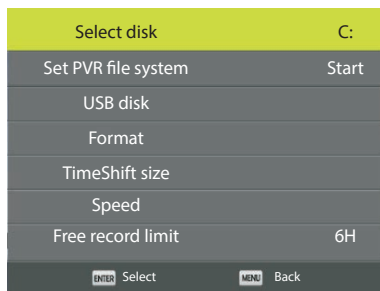 Select disk C:
Set PVR file system Start
USB disk
Format
TimeShift size
Speed
Free record limit 6H
ENTER Select MENU Back